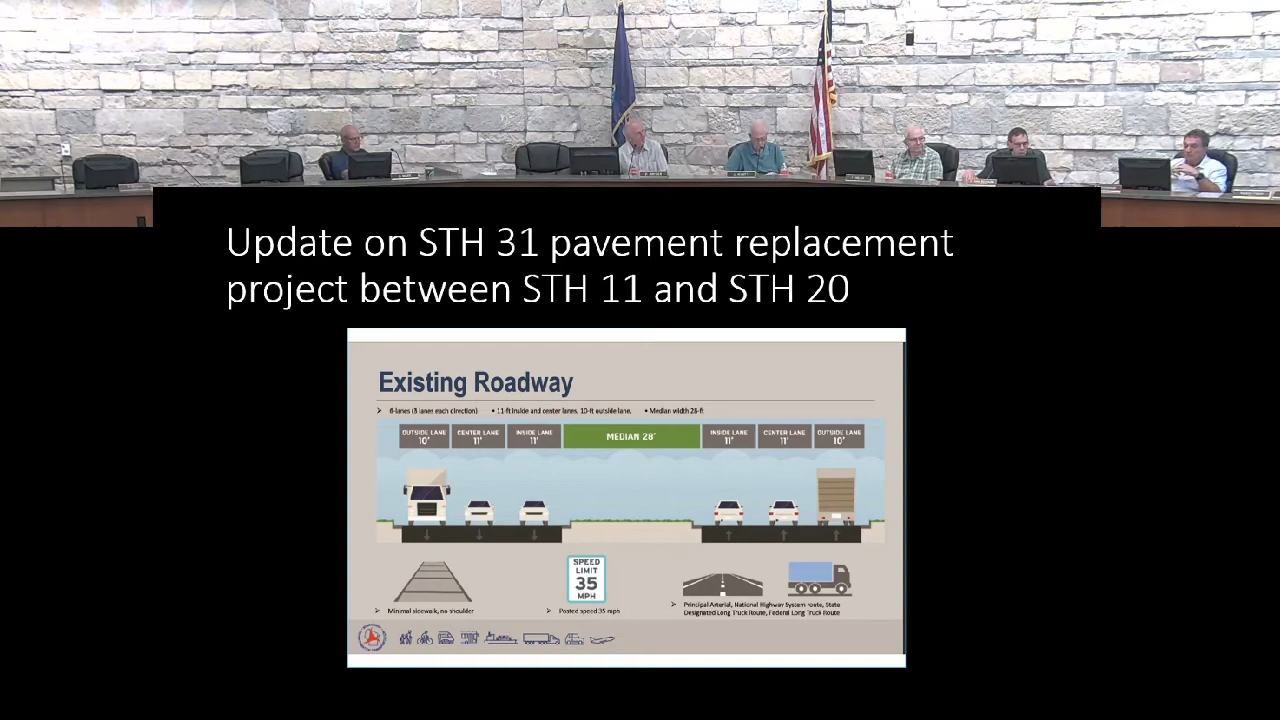 Update on STH 31 pavement replacement
project between STH 11 and STH 20
Existing Roadway
6-lanes (3 lanes each direction) • 11-ft inside and center lanes, 10-ft outside lane. • Median width 28-ft
OUTSIDE LANE 10' CENTER LANE 11' INSIDE LANE 11' MEDIAN 28' INSIDE LANE 11' CENTER LANE 11' OUTSIDE LANE 10'
SPEED
LIMIT
35
MPH
Minimal sidewalk, no shoulder
Posted speed 35 mph
Principal Arterial, National Highway System route, State
Designated Long Truck Route, Federal Long Truck Route